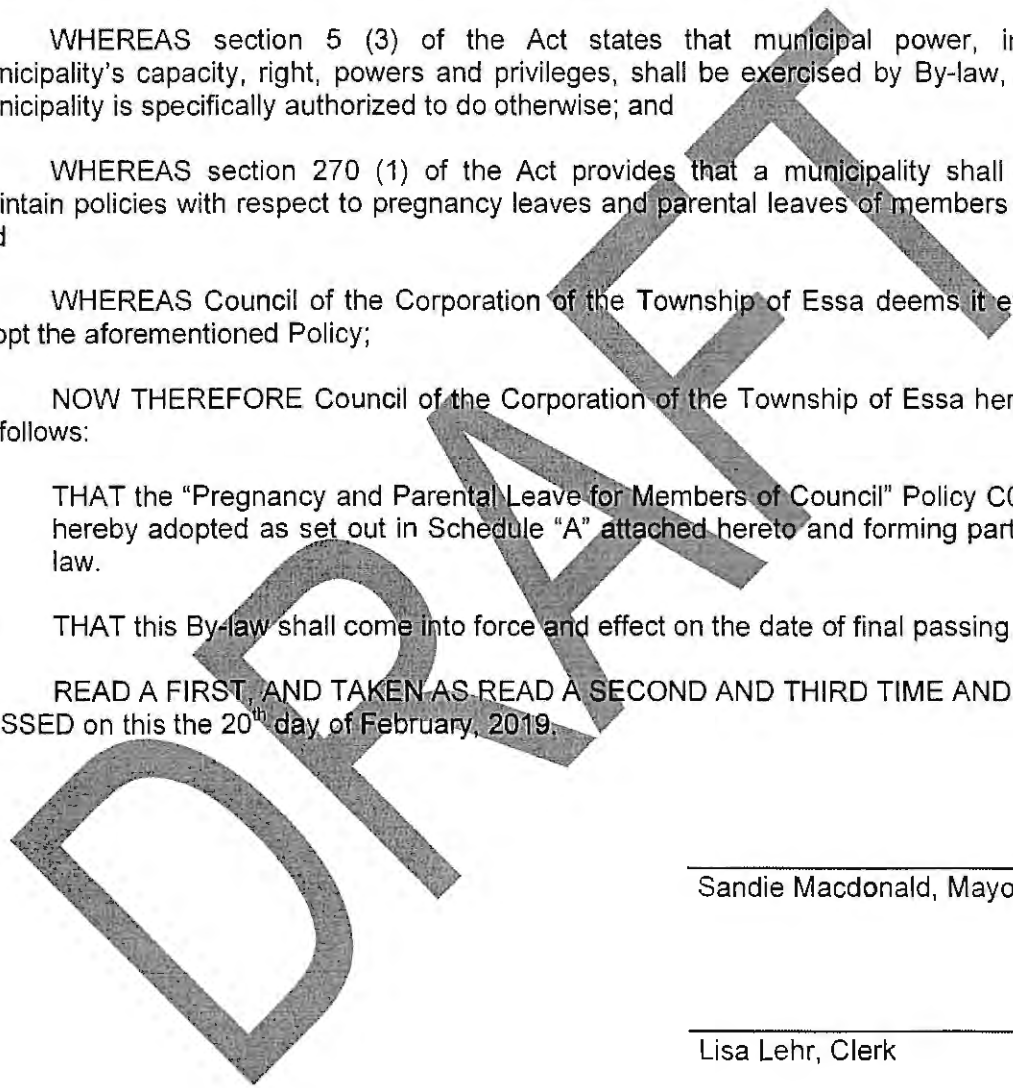 WHEREAS section 5 (3) of the Act states that municipal power, in
nicipality's capacity, right, powers and privileges, shall be exercised by By-law,
nicipality is specifically authorized to do otherwise; and
WHEREAS section 270 (1) of the Act provides that a municipality shall
intain policies with respect to pregnancy leaves and parental leaves of members
d
WHEREAS Council of the Corporation of the Township of Essa deems it e
opt the aforementioned Policy;
NOW THEREFORE Council of the Corporation of the Township of Essa her
follows:
THAT the “Pregnancy and Parental Leave for Members of Council” Policy C0
hereby adopted as set out in Schedule “A” attached hereto and forming part
law.
THAT this By-law shall come into force and effect on the date of final passing
READ A FIRST, AND TAKEN AS READ A SECOND AND THIRD TIME AND
SSED on this the 20th day of February, 2019.
DRAFT
Sandie Macdonald, Mayo
Lisa Lehr, Clerk